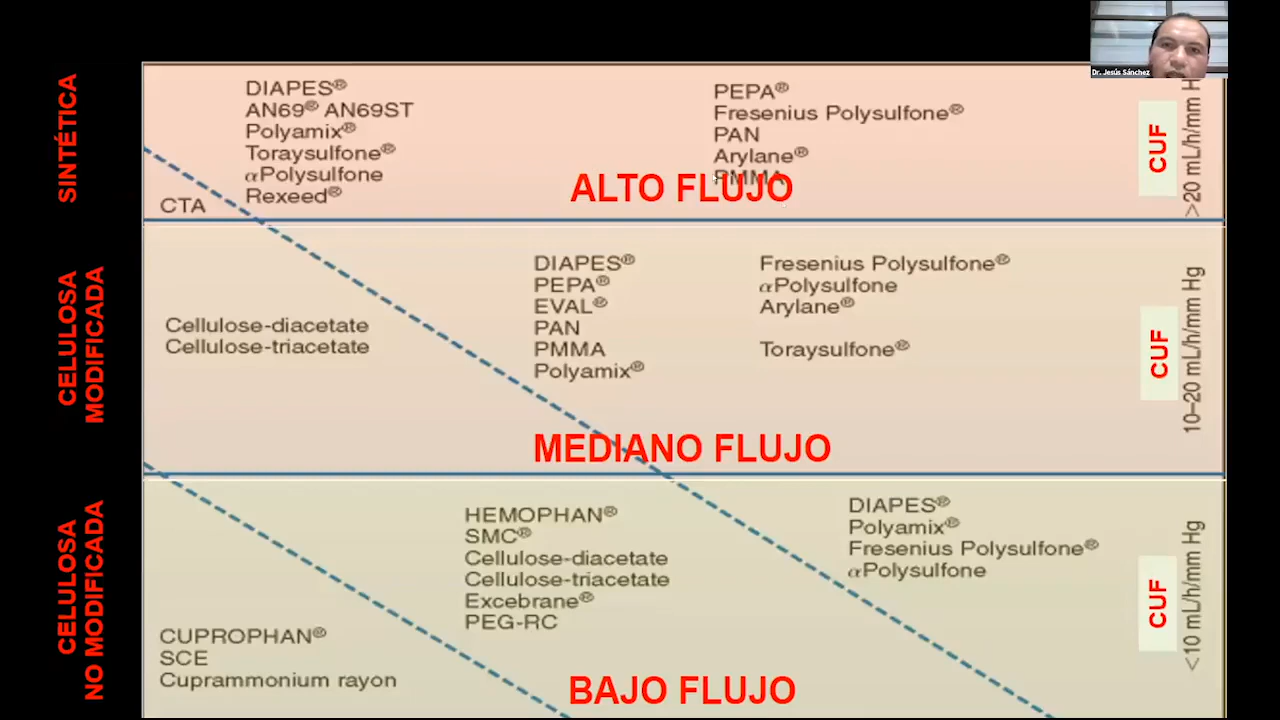 Dr. Jesús Sánchez
SINTÉTICA
DIAPES®
AN69® AN69ST
Polyamix®
Toraysulfone®
αPolysulfone
Rexeed®
CTA
PEPA®
Fresenius Polysulfone®
PAN
Arylane®
PMMA
ALTO FLUJO
CUF
>20 mL/h/mm H
CELULOSA
MODIFICADA
Cellulose-diacetate
Cellulose-triacetate
DIAPES®
PEPA®
EVAL®
PAN
PMMA
Polyamix®
Fresenius Polysulfone®
αPolysulfone
Arylane®
Toraysulfone®
MEDIANO FLUJO
CUF
10–20 mL/h/mm Hg
CELULOSA
NO MODIFICADA
CUPROPHAN®
SCE
Cuprammonium rayon
HEMOPHAN®
SMC®
Cellulose-diacetate
Cellulose-triacetate
Excebrane®
PEG-RC
DIAPES®
Polyamix®
Fresenius Polysulfone®
αPolysulfone
BAJO FLUJO
CUF
<10 mL/h/mm Hg